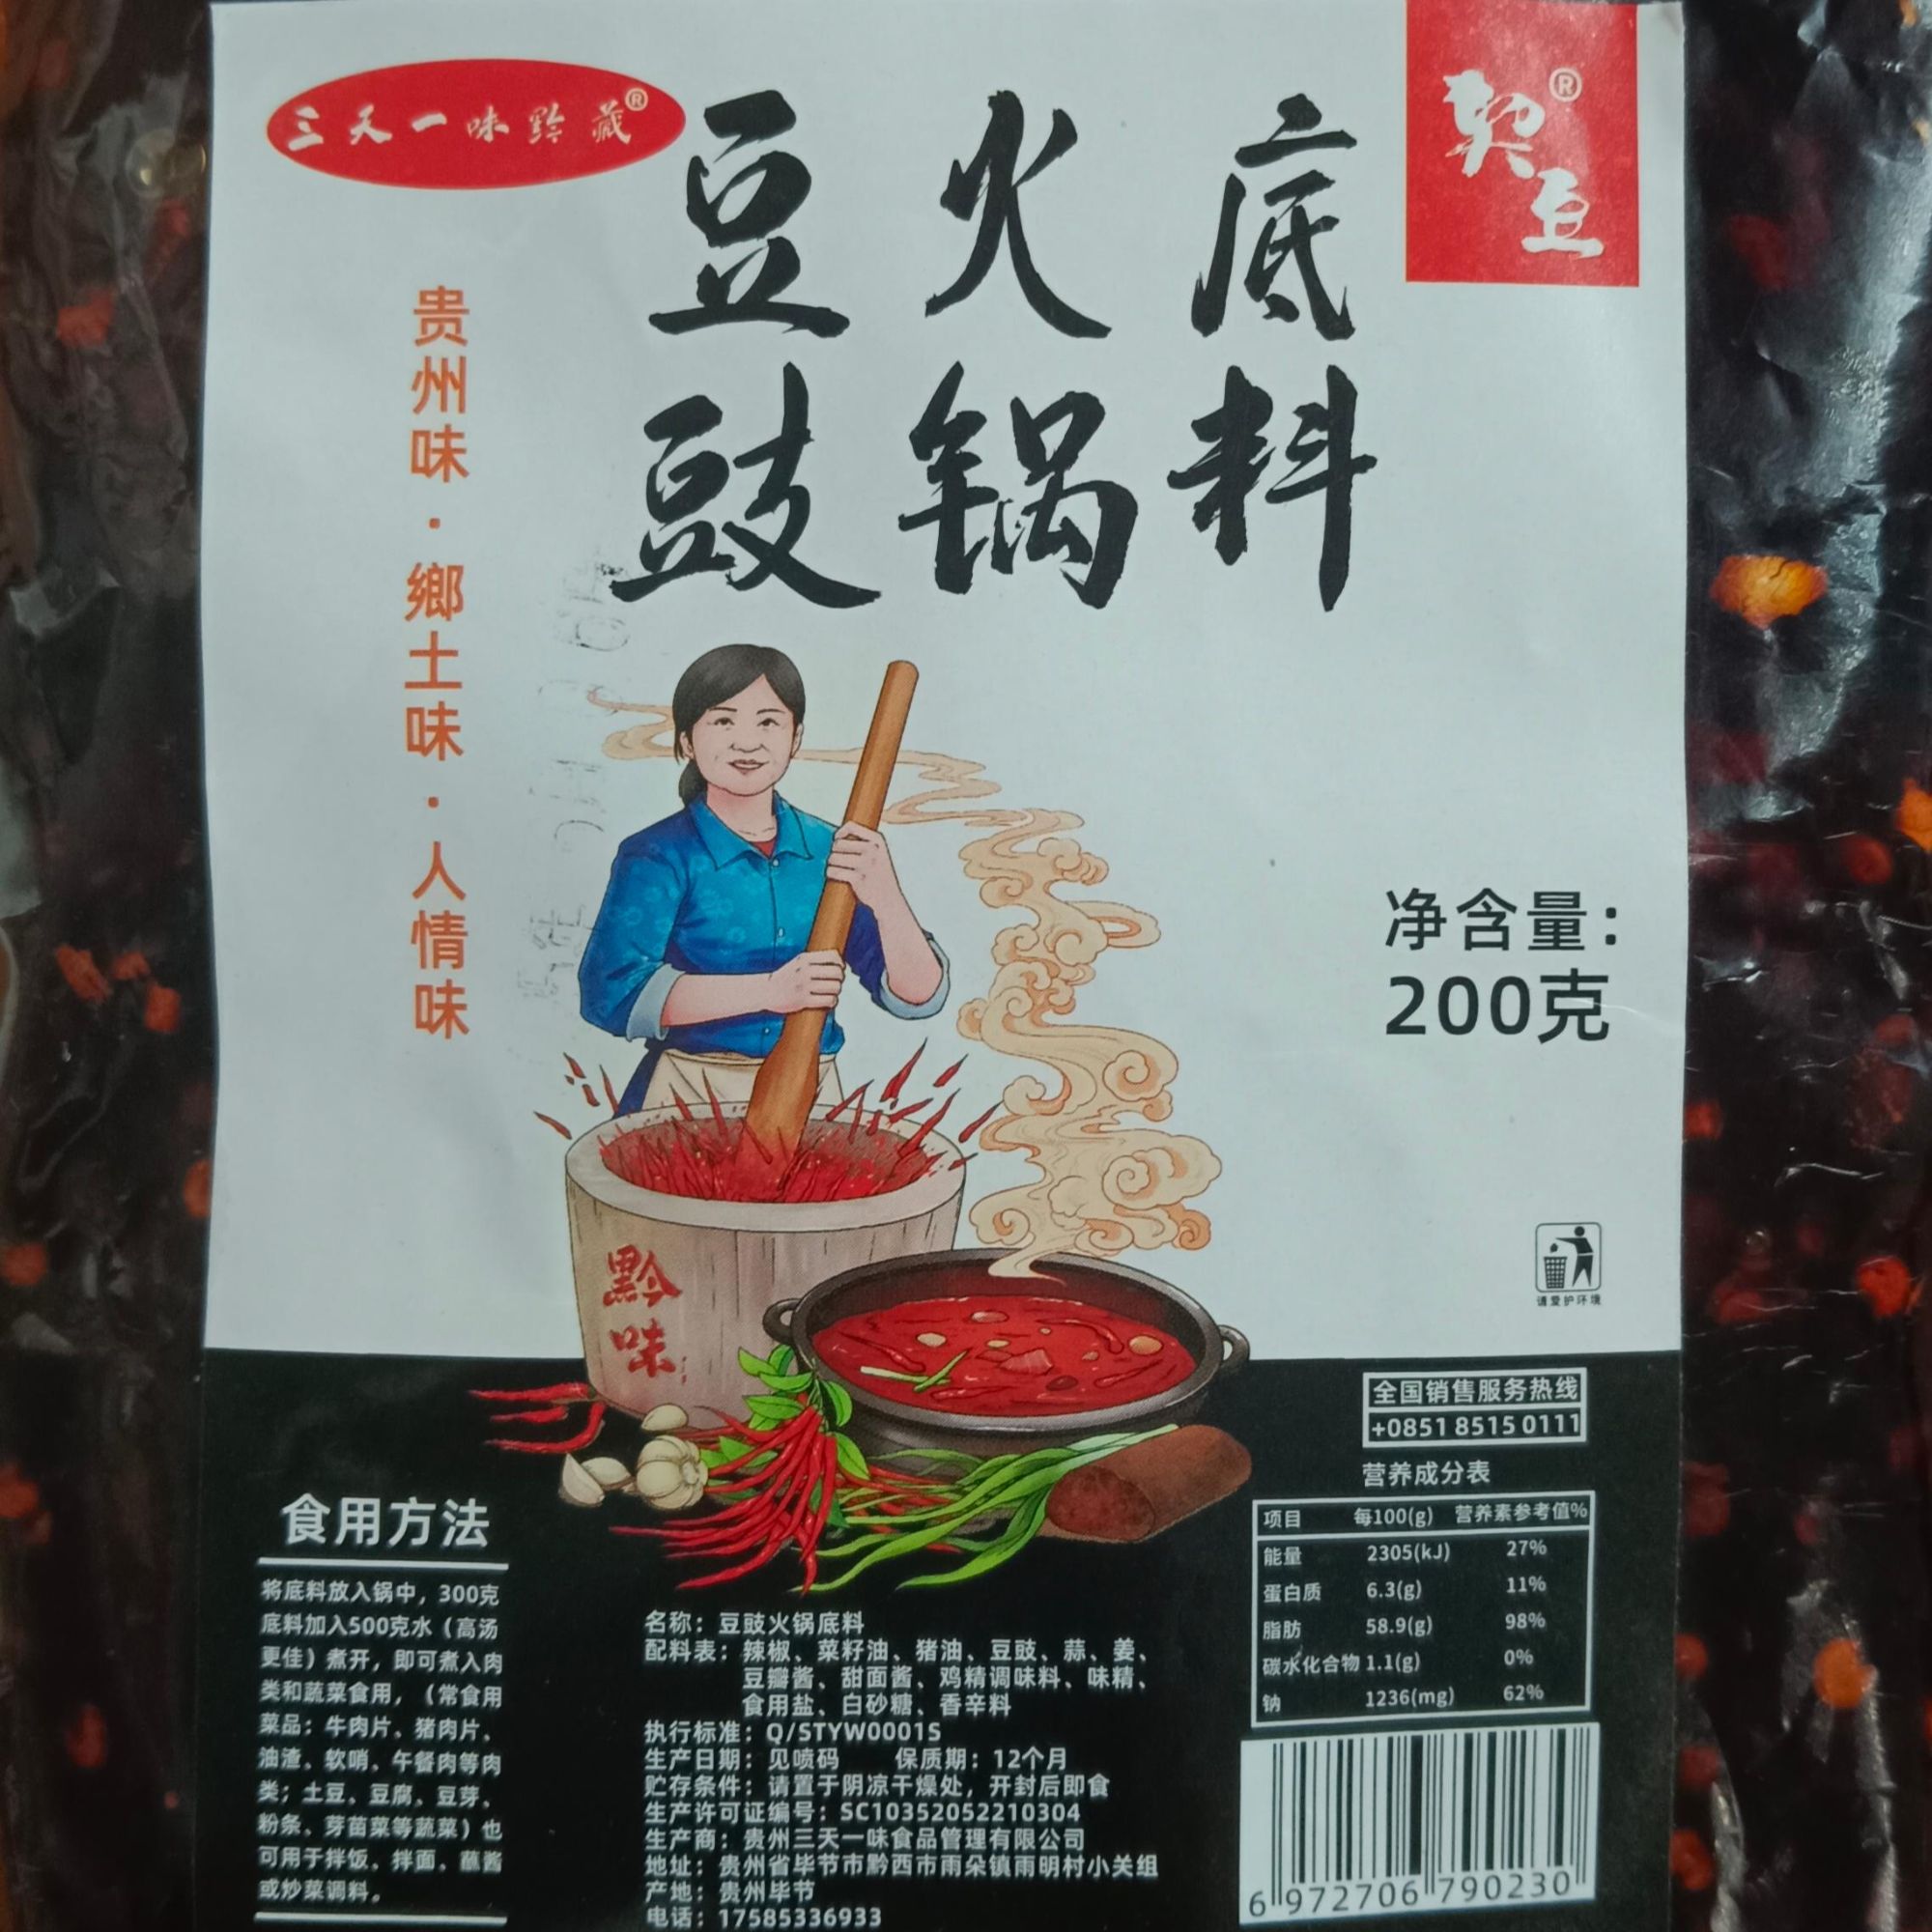 三天一味黔藏®
豆豉火锅底料
契豆®
贵州味·鄉土味·人情味
净含量：
200克
黔味
请爱护环境
全国销售服务热线
+0851 8515 0111
营养成分表
项目 每100(g) 营养素参考值%
能量 2305(kJ) 27%
蛋白质 6.3(g) 11%
脂肪 58.9(g) 98%
碳水化合物 1.1(g) 0%
钠 1236(mg) 62%
食用方法
将底料放入锅中，300克
底料加入500克水（高汤
更佳）煮开，即可煮入肉
类和蔬菜食用，（常食用
菜品：牛肉片、猪肉片、
油渣、软哨、午餐肉等肉
类；土豆、豆腐、豆芽、
粉条、芽苗菜等蔬菜）也
可用于拌饭、拌面、蘸酱
或炒菜调料。
名称：豆豉火锅底料
配料表：辣椒、菜籽油、猪油、豆豉、蒜、姜、
豆瓣酱、甜面酱、鸡精调味料、味精、
食用盐、白砂糖、香辛料
执行标准：Q/STYW0001S
生产日期：见喷码 保质期：12个月
贮存条件：请置于阴凉干燥处，开封后即食
生产许可证编号：SC10352052210304
生产商：贵州三天一味食品管理有限公司
地址：贵州省毕节市黔西市雨朵镇雨明村小关组
产地：贵州毕节
电话：17585336933
6 972706 790230